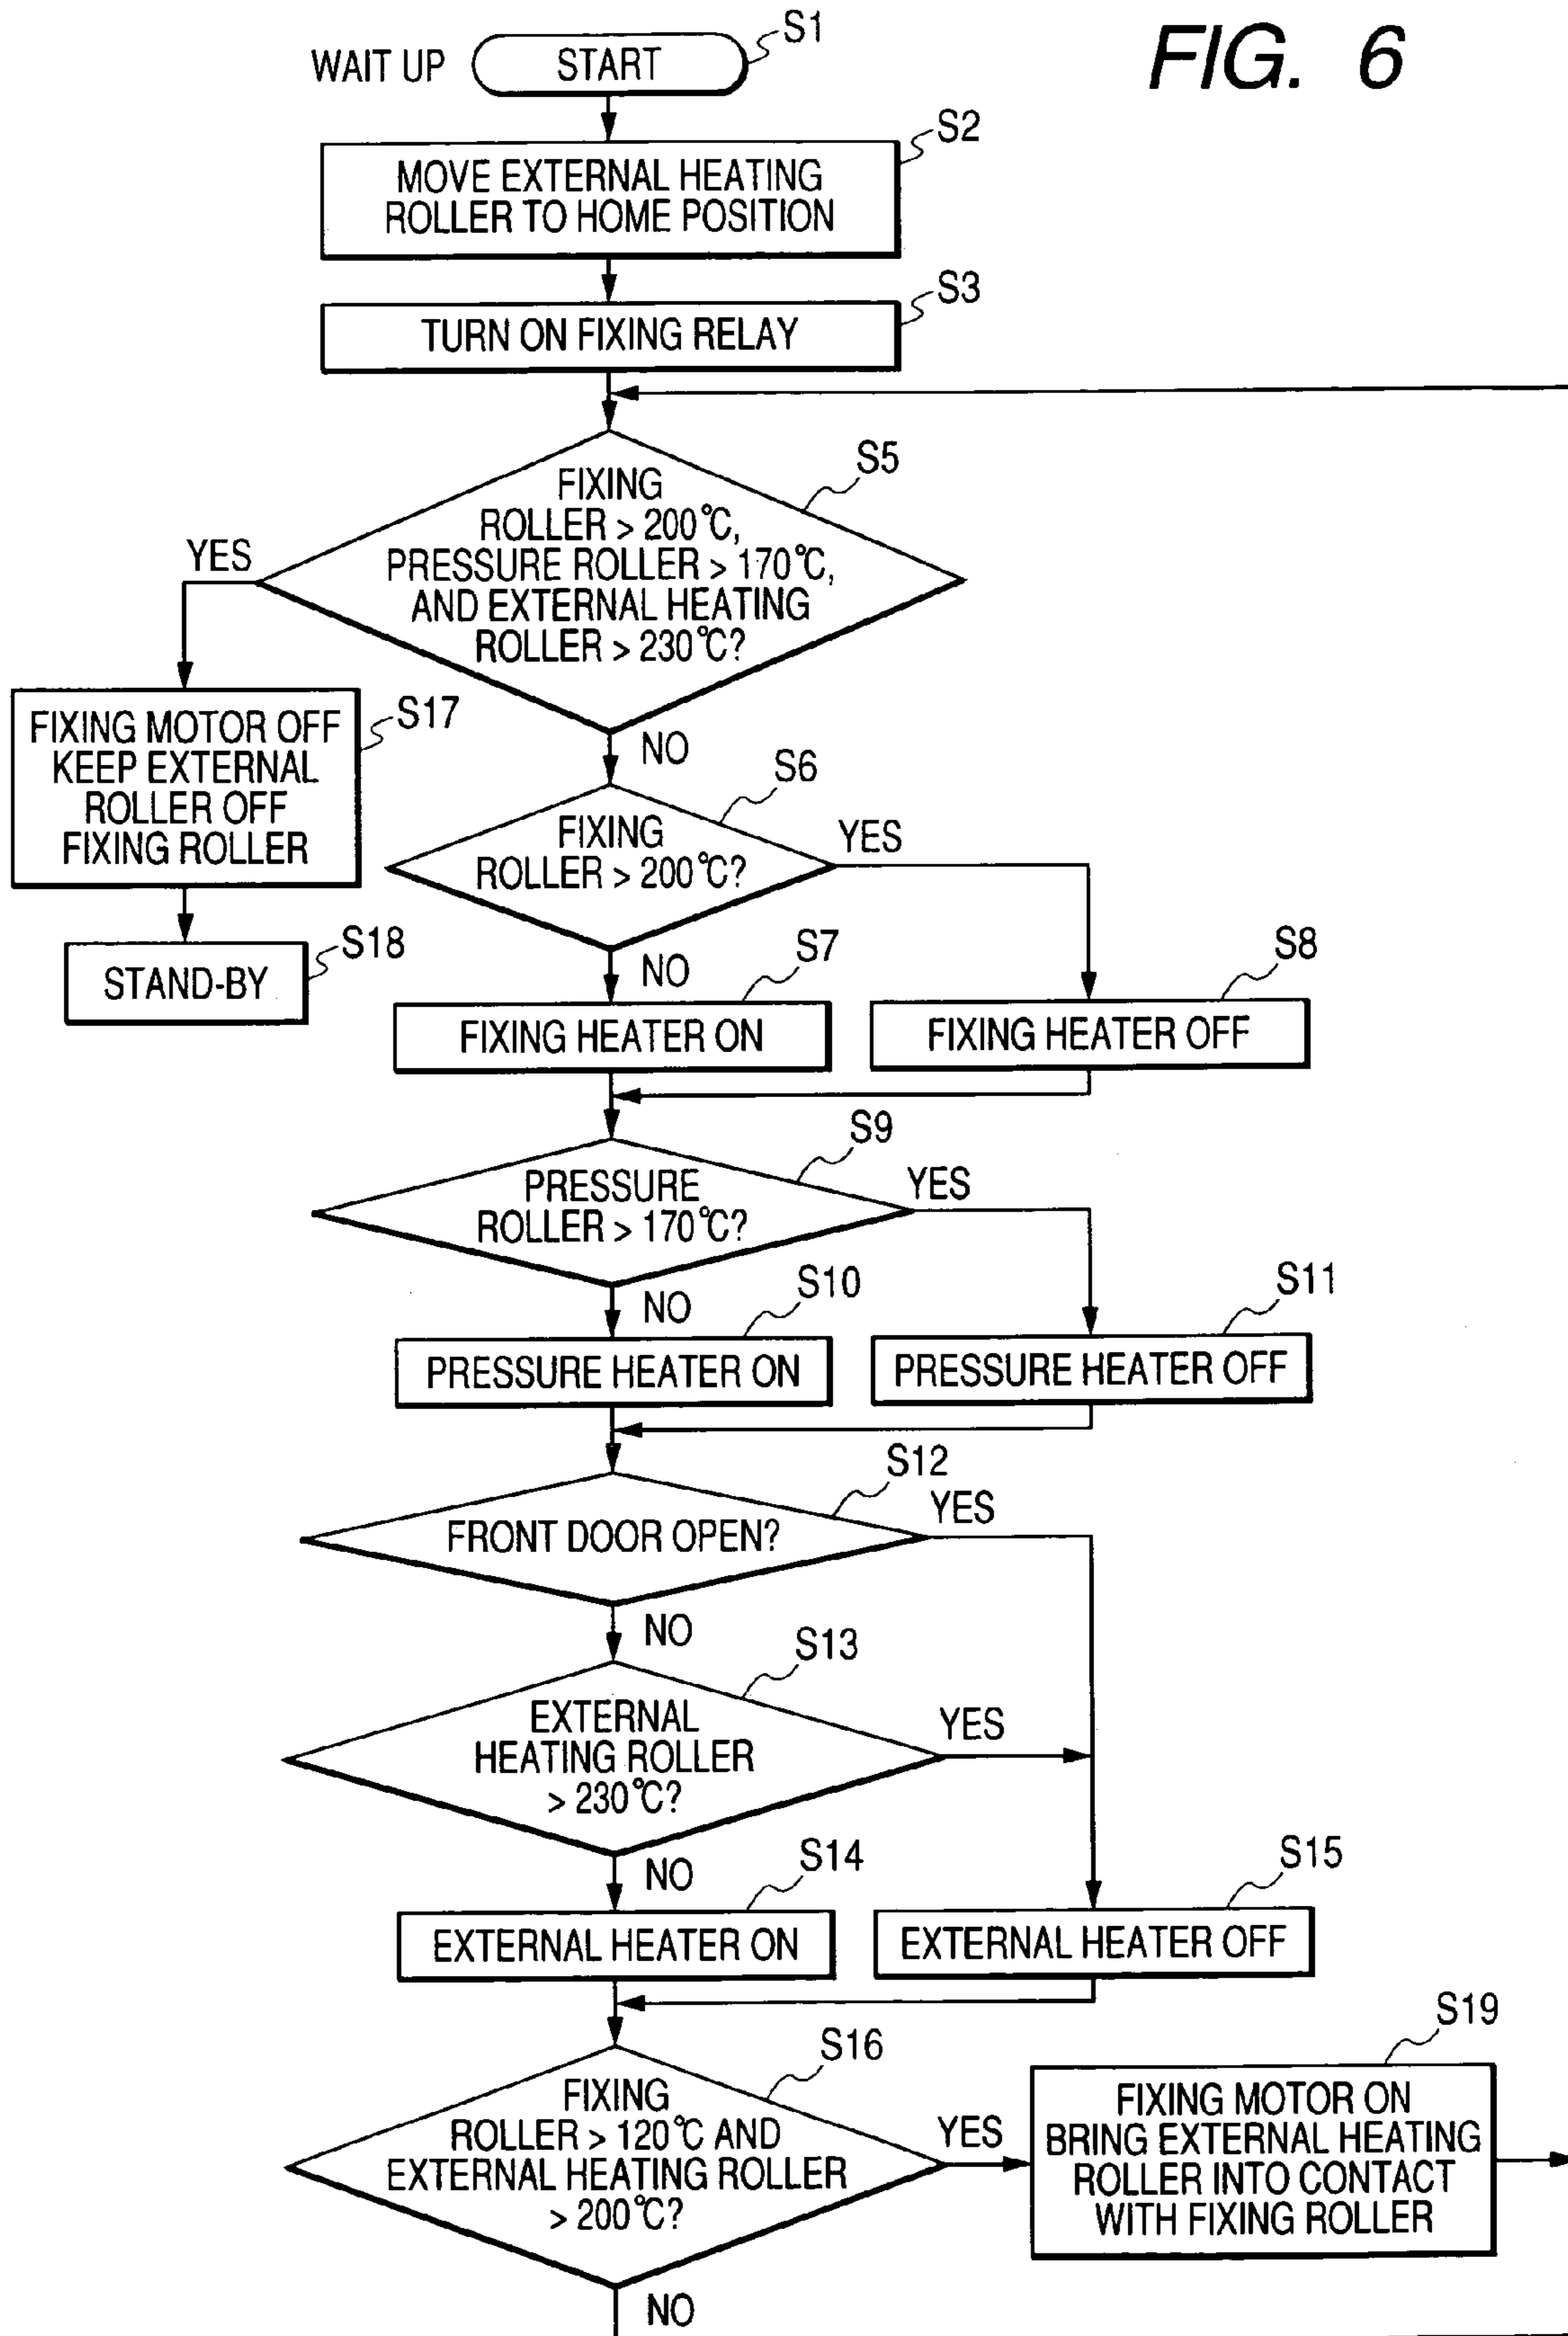 FIG. 6
WAIT UP
START
S1
S2
MOVE EXTERNAL HEATING
ROLLER TO HOME POSITION
S3
TURN ON FIXING RELAY
S5
FIXING
ROLLER > 200°C,
PRESSURE ROLLER > 170°C,
AND EXTERNAL HEATING
ROLLER > 230°C?
YES
NO
S17
FIXING MOTOR OFF
KEEP EXTERNAL
ROLLER OFF
FIXING ROLLER
S18
STAND-BY
S6
FIXING
ROLLER > 200°C?
YES
NO
S7
FIXING HEATER ON
S8
FIXING HEATER OFF
S9
PRESSURE
ROLLER > 170°C?
YES
NO
S10
PRESSURE HEATER ON
S11
PRESSURE HEATER OFF
S12
FRONT DOOR OPEN?
YES
NO
S13
EXTERNAL
HEATING ROLLER
> 230°C?
YES
NO
S14
EXTERNAL HEATER ON
S15
EXTERNAL HEATER OFF
S16
FIXING
ROLLER > 120°C AND
EXTERNAL HEATING ROLLER
> 200°C?
YES
NO
S19
FIXING MOTOR ON
BRING EXTERNAL HEATING
ROLLER INTO CONTACT
WITH FIXING ROLLER